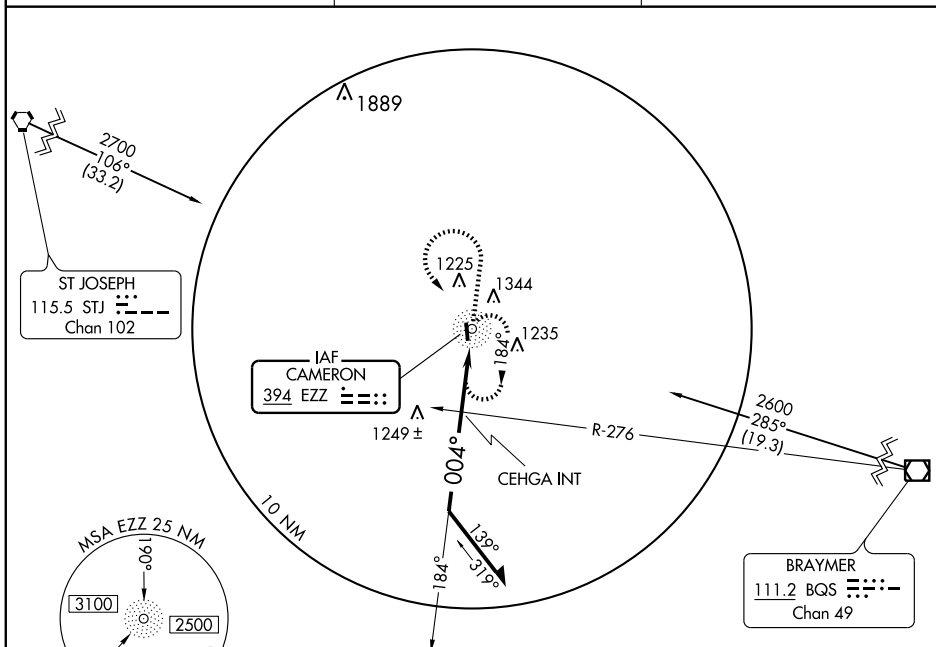 1889
2700
106°
(33.2)
ST JOSEPH
115.5 STJ
Chan 102
1225
1344
1235
184°
IAF
CAMERON
394 EZZ
1249 ±
R-276
2600
285°
(19.3)
004°
CEHGA INT
10 NM
139°
319°
184°
MSA EZZ 25 NM
190°
3100
2500
BRAYMER
111.2 BQS
Chan 49